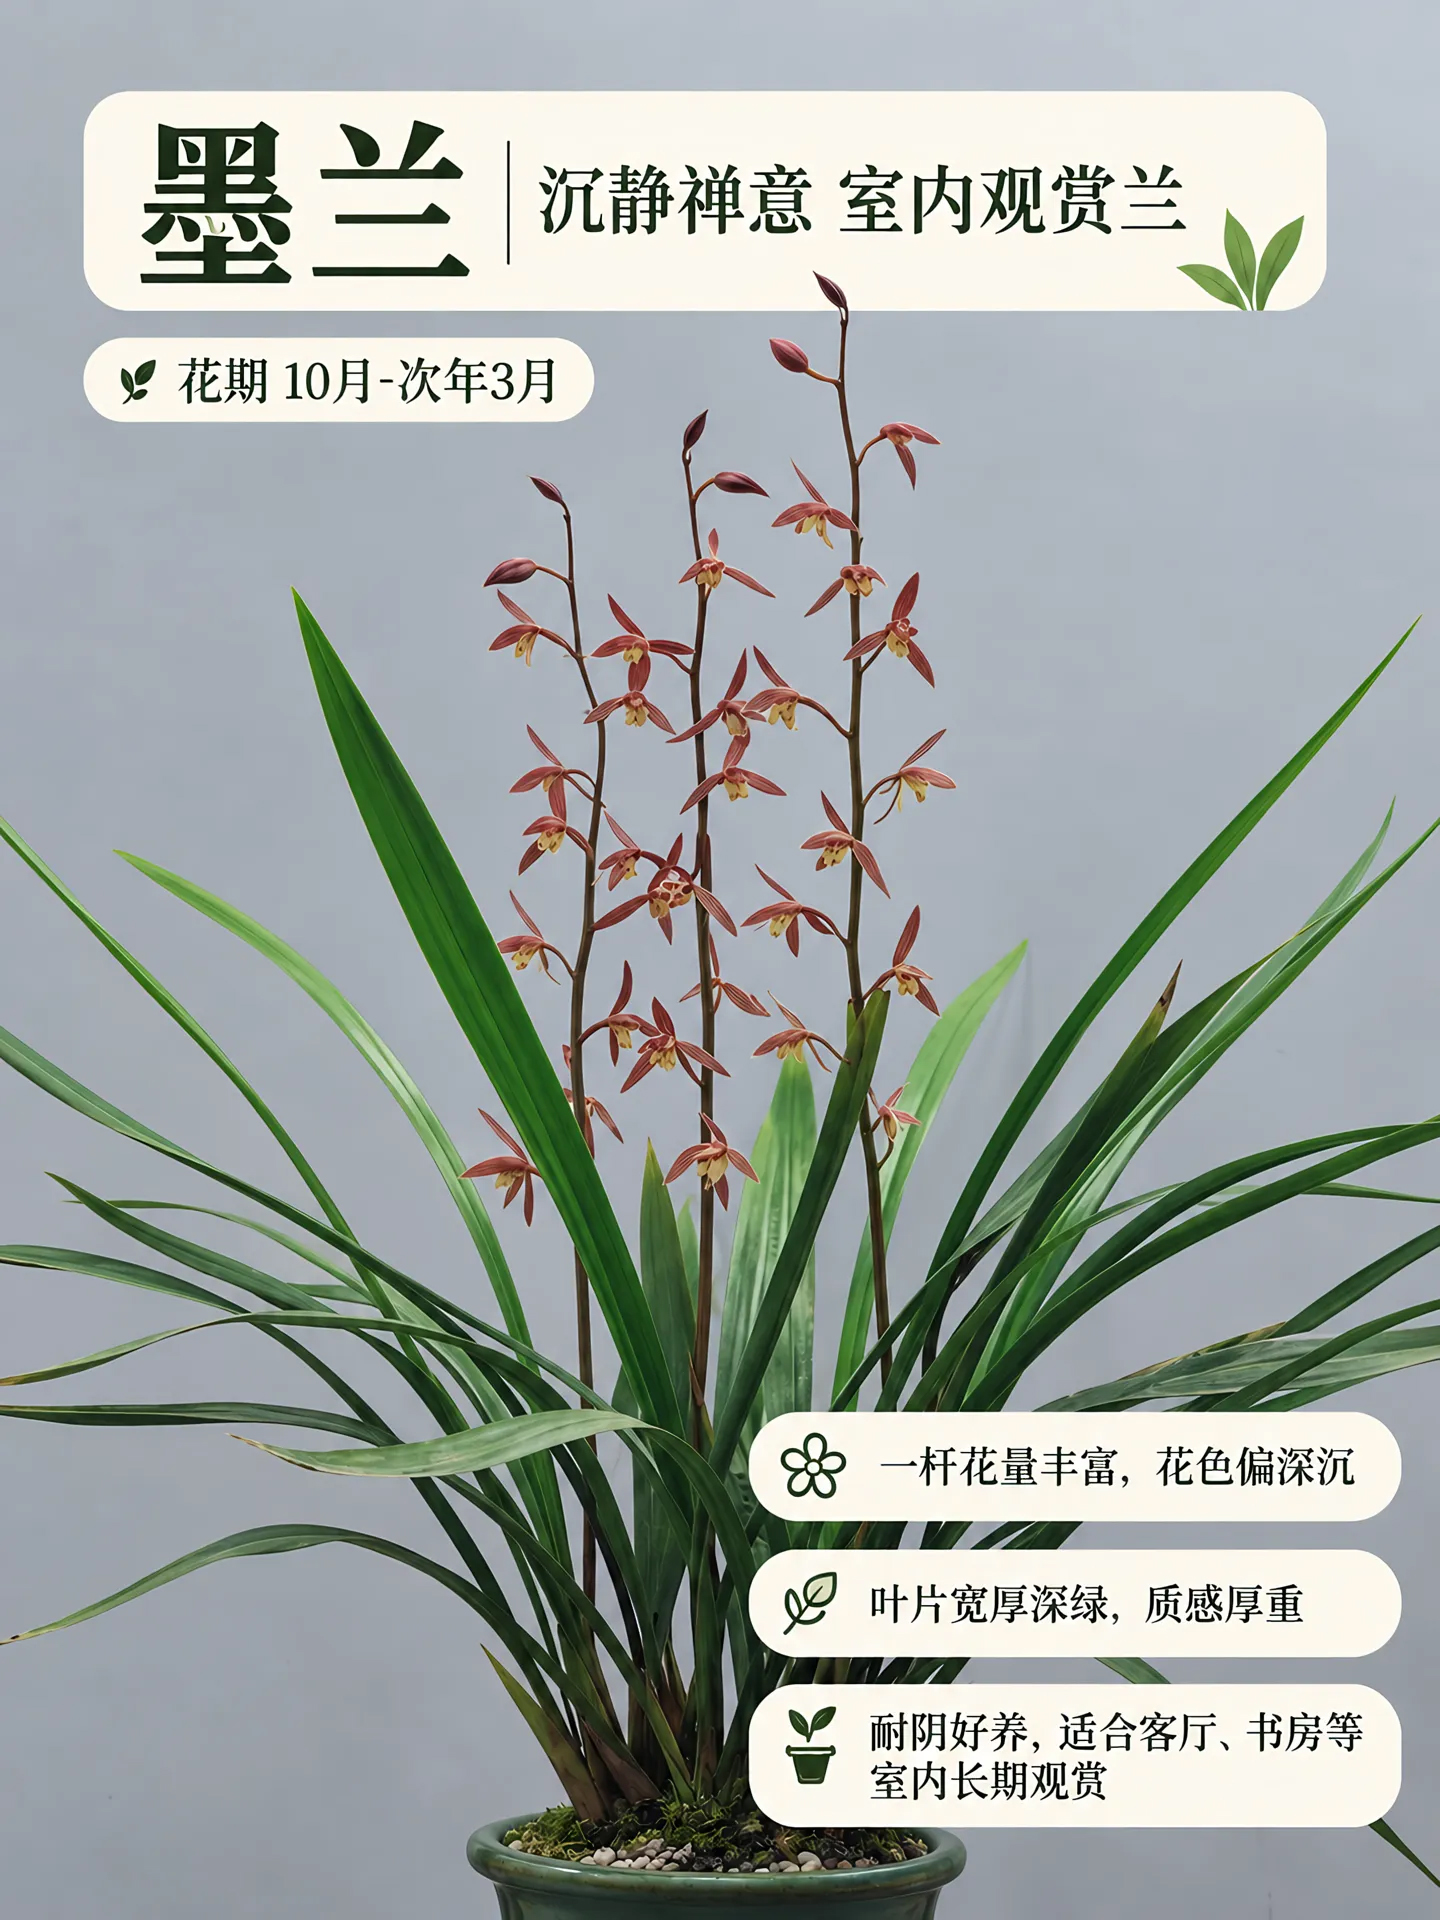 墨兰
沉静禅意 室内观赏兰
花期 10月-次年3月
一杆花量丰富，花色偏深沉
叶片宽厚深绿，质感厚重
耐阴好养，适合客厅、书房等
室内长期观赏